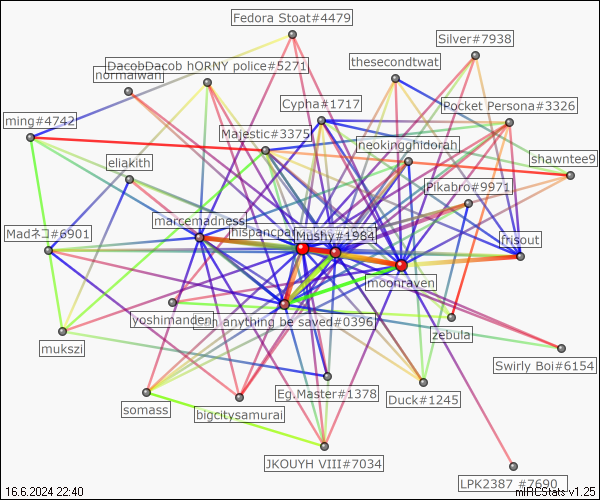 Fedora Stoat#4479
Silver#7938
DacobDacob hORNY police#5271
thesecondtwat
normalwan
Cypha#1717
Pocket Persona#3326
ming#4742
Majestic#3375
neokingghidorah
eliakith
shawntee9
Pikabro#9971
marcemadness
Madネコ#6901
Mushy#1984
frisout
moonraven
yoshimanden
anything be saved#0396
zebula
mukszi
Swirly Boi#6154
Eg.Master#1378
Duck#1245
somass
bigcitysamurai
JKOUYH VIII#7034
LPK2387 #7690
16.6.2024 22:40
mIRCStats v1.25